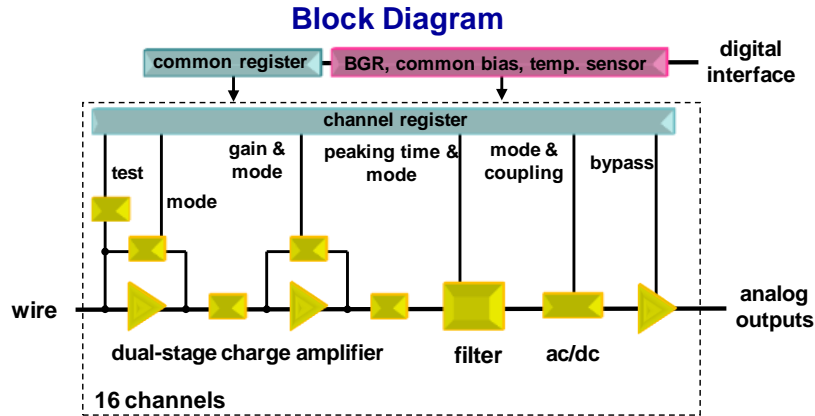 Block Diagram
common register
BGR, common bias, temp. sensor
digital
interface
channel register
test
mode
gain &
mode
peaking time &
mode
mode &
coupling
bypass
wire
analog
outputs
dual-stage charge amplifier
filter
ac/dc
16 channels